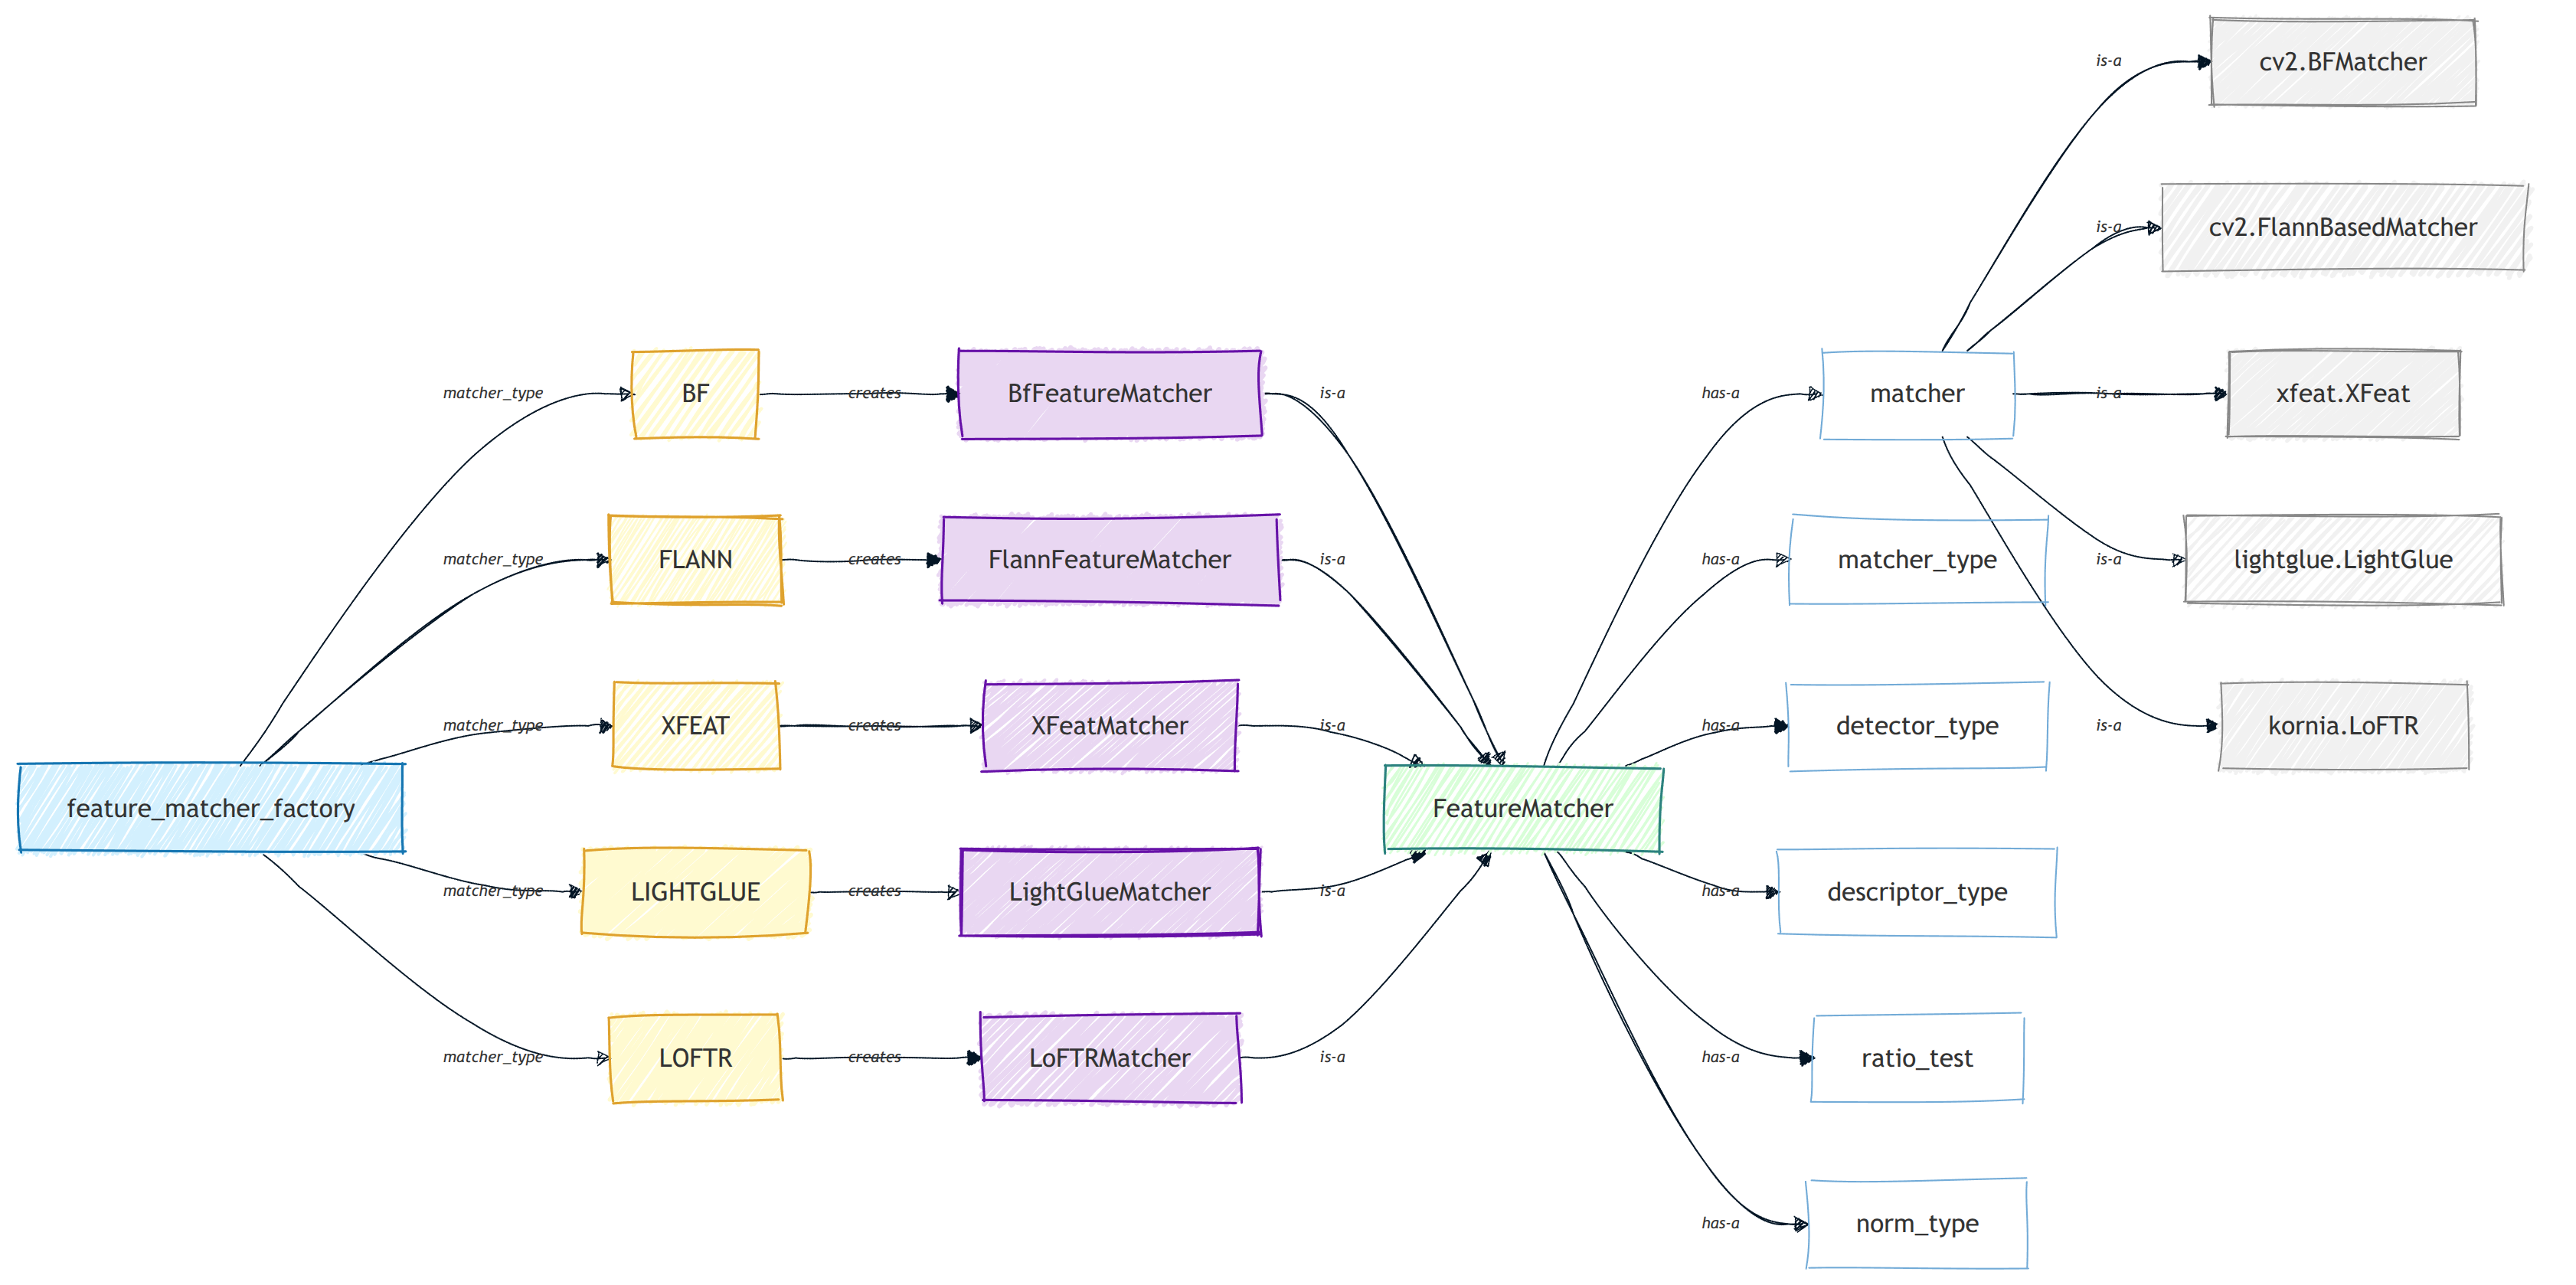 feature_matcher_factory
matcher_type
matcher_type
matcher_type
matcher_type
matcher_type
BF
FLANN
XFEAT
LIGHTGLUE
LOFTR
creates
creates
creates
creates
creates
BfFeatureMatcher
FlannFeatureMatcher
XFeatMatcher
LightGlueMatcher
LoFTRMatcher
is-a
is-a
is-a
is-a
is-a
FeatureMatcher
has-a
has-a
has-a
has-a
has-a
has-a
matcher
matcher_type
detector_type
descriptor_type
ratio_test
norm_type
is-a
is-a
is-a
is-a
is-a
cv2.BFMatcher
cv2.FlannBasedMatcher
xfeat.XFeat
lightglue.LightGlue
kornia.LoFTR